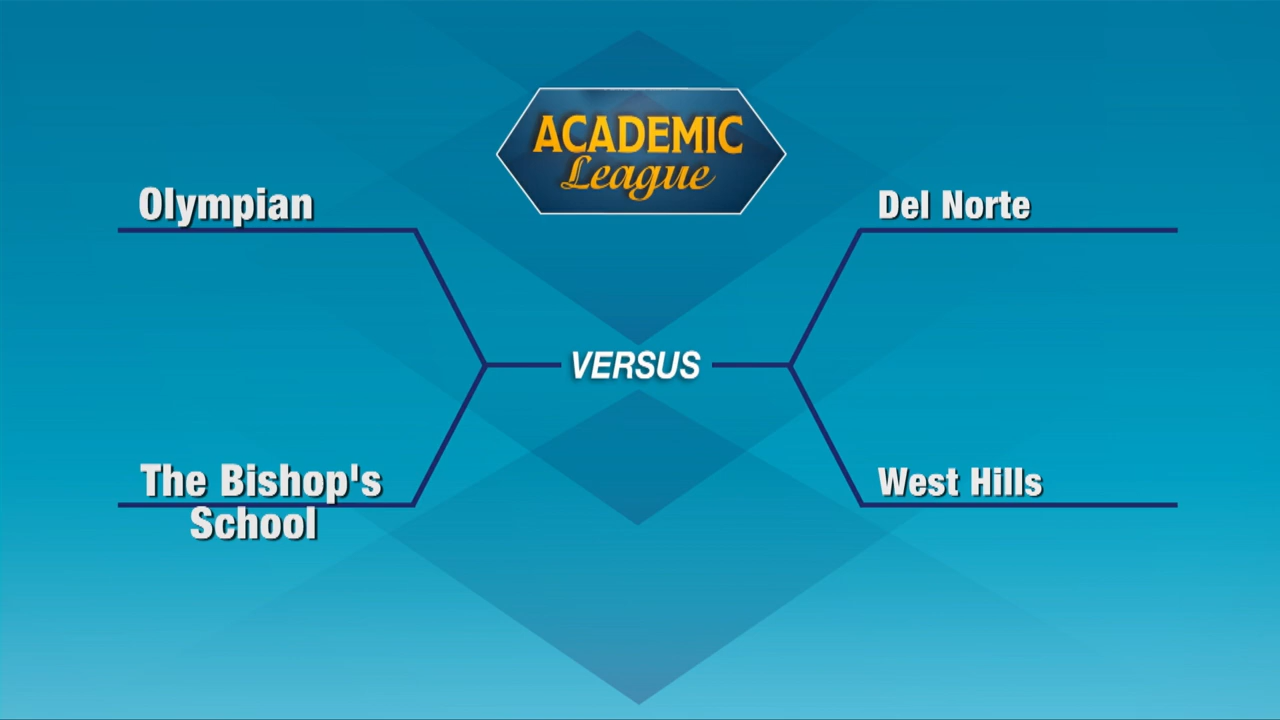 ACADEMIC
League
Olympian
Del Norte
VERSUS
The Bishop's
School
West Hills